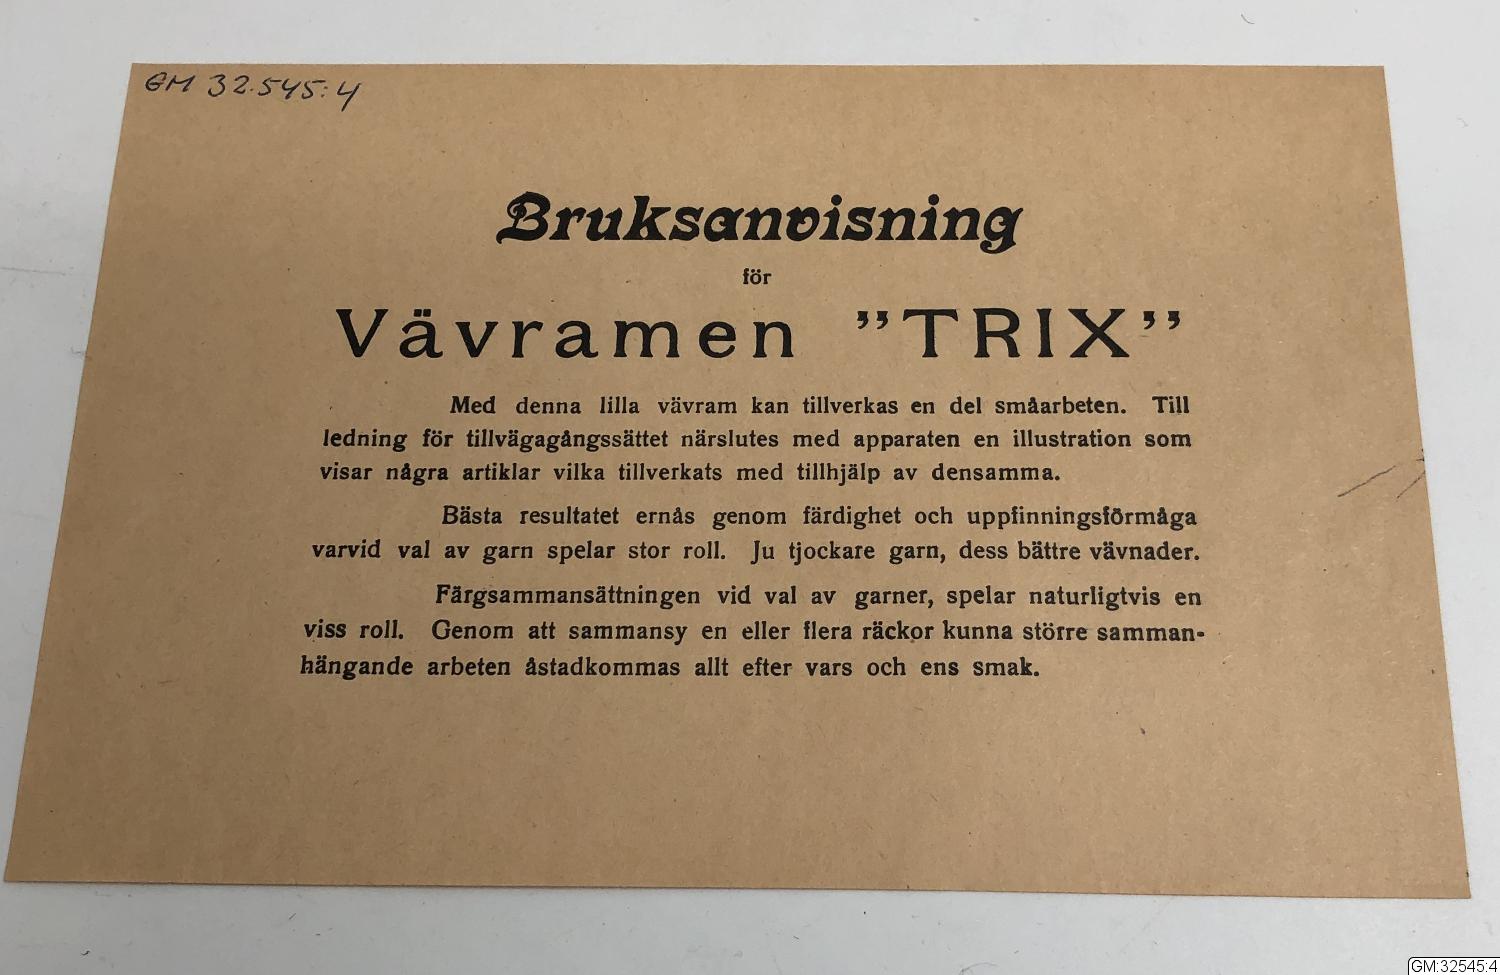 GM 32.545:4
Bruksanvisning
för
Vävramen ”TRIX”
Med denna lilla vävram kan tillverkas en del småarbeten. Till
ledning för tillvägagångssättet närslutes med apparaten en illustration som
visar några artiklar vilka tillverkats med tillhjälp av densamma.
Bästa resultatet ernås genom färdighet och uppfinningsförmåga
varvid val av garn spelar stor roll. Ju tjockare garn, dess bättre vävnader.
Färgsammansättningen vid val av garner, spelar naturligtvis en
viss roll. Genom att sammansy en eller flera räckor kunna större samman-
hängande arbeten åstadkommas allt efter vars och ens smak.
GM:32545:4